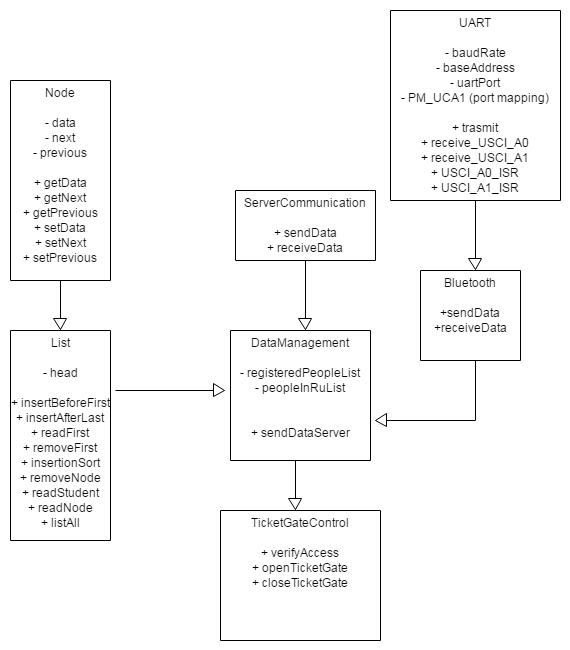 UART
- baudRate
- baseAddress
- uartPort
- PM_UCA1 (port mapping)
+ trasmit
+ receive_USCI_A0
+ receive_USCI_A1
+ USCI_A0_ISR
+ USCI_A1_ISR
Node
- data
- next
- previous
+ getData
+ getNext
+ getPrevious
+ setData
+ setNext
+ setPrevious
ServerCommunication
+ sendData
+ receiveData
Bluetooth
+sendData
+receiveData
List
- head
+ insertBeforeFirst
+ insertAfterLast
+ readFirst
+ removeFirst
+ insertionSort
+ removeNode
+ readStudent
+ readNode
+ listAll
DataManagement
- registeredPeopleList
- peopleInRuList
+ sendDataServer
TicketGateControl
+ verifyAccess
+ openTicketGate
+ closeTicketGate